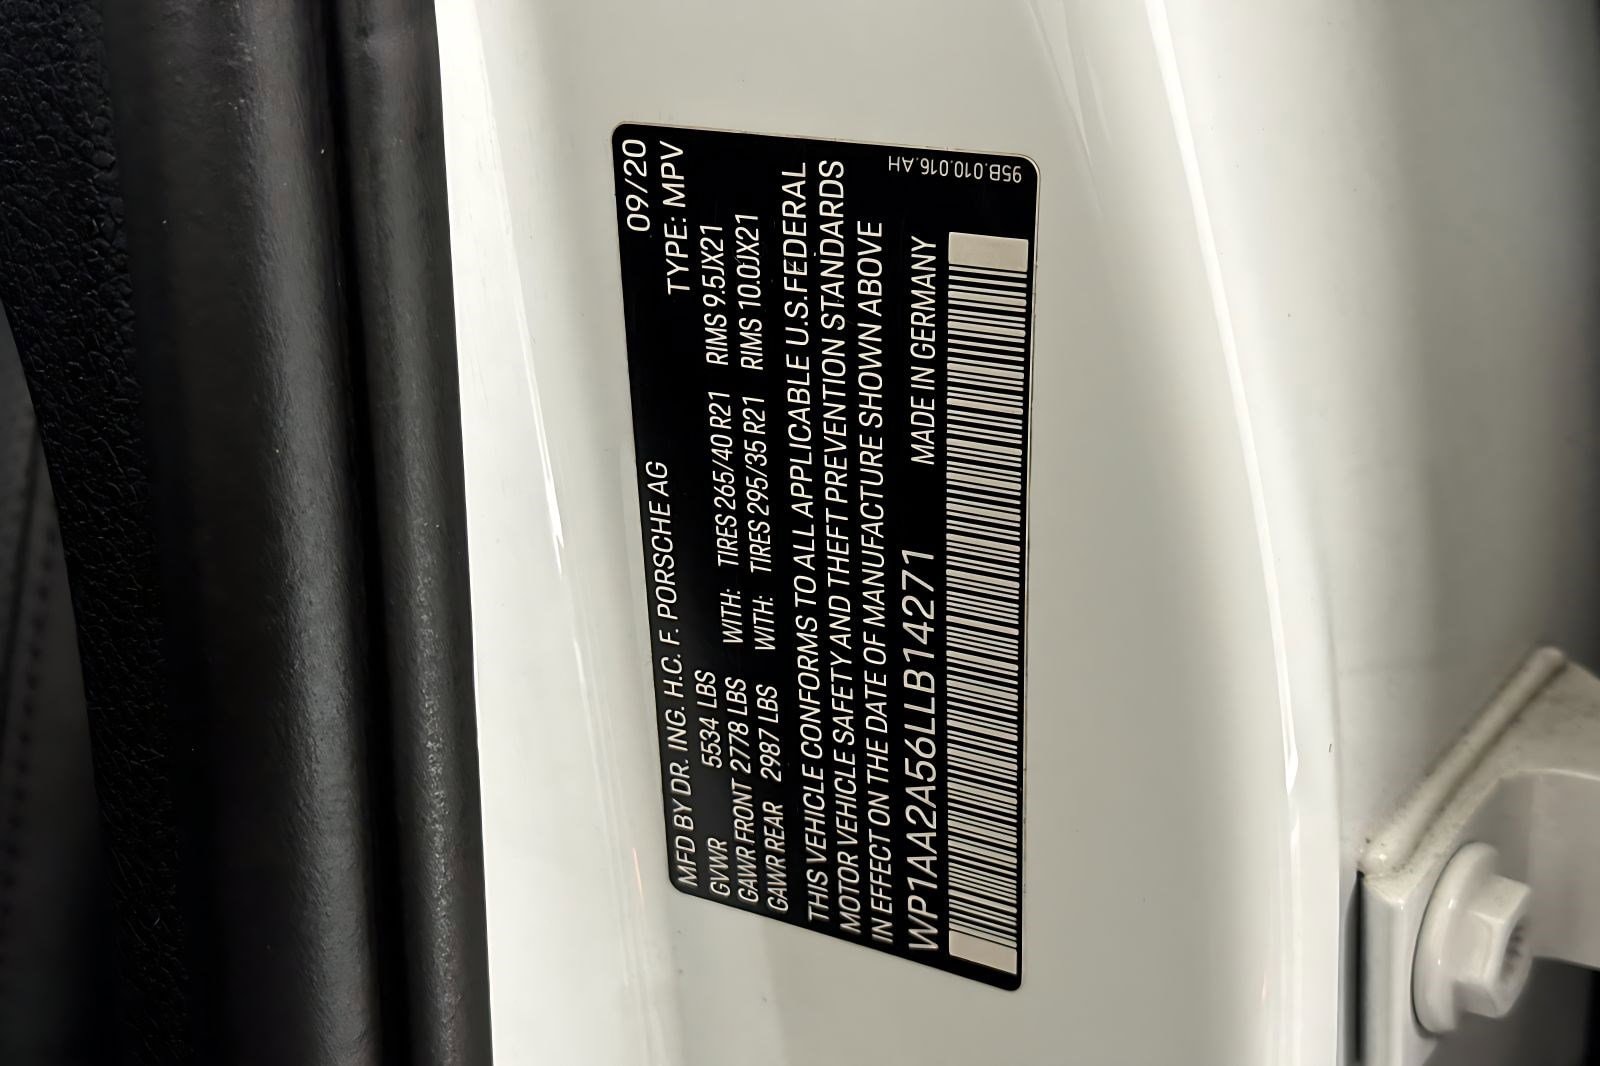 09/20
MFD BY DR. ING. H.C. F. PORSCHE AG TYPE: MPV
GVWR 5534 LBS WITH: TIRES 265/40 R21 RIMS 9.5JX21
GAWR FRONT 2778 LBS WITH: TIRES 295/35 R21 RIMS 10.0JX21
GAWR REAR 2987 LBS
THIS VEHICLE CONFORMS TO ALL APPLICABLE U.S.FEDERAL
MOTOR VEHICLE SAFETY AND THEFT PREVENTION STANDARDS
IN EFFECT ON THE DATE OF MANUFACTURE SHOWN ABOVE
WP1AA2A56LLB14271 MADE IN GERMANY
95B.010.016.AH